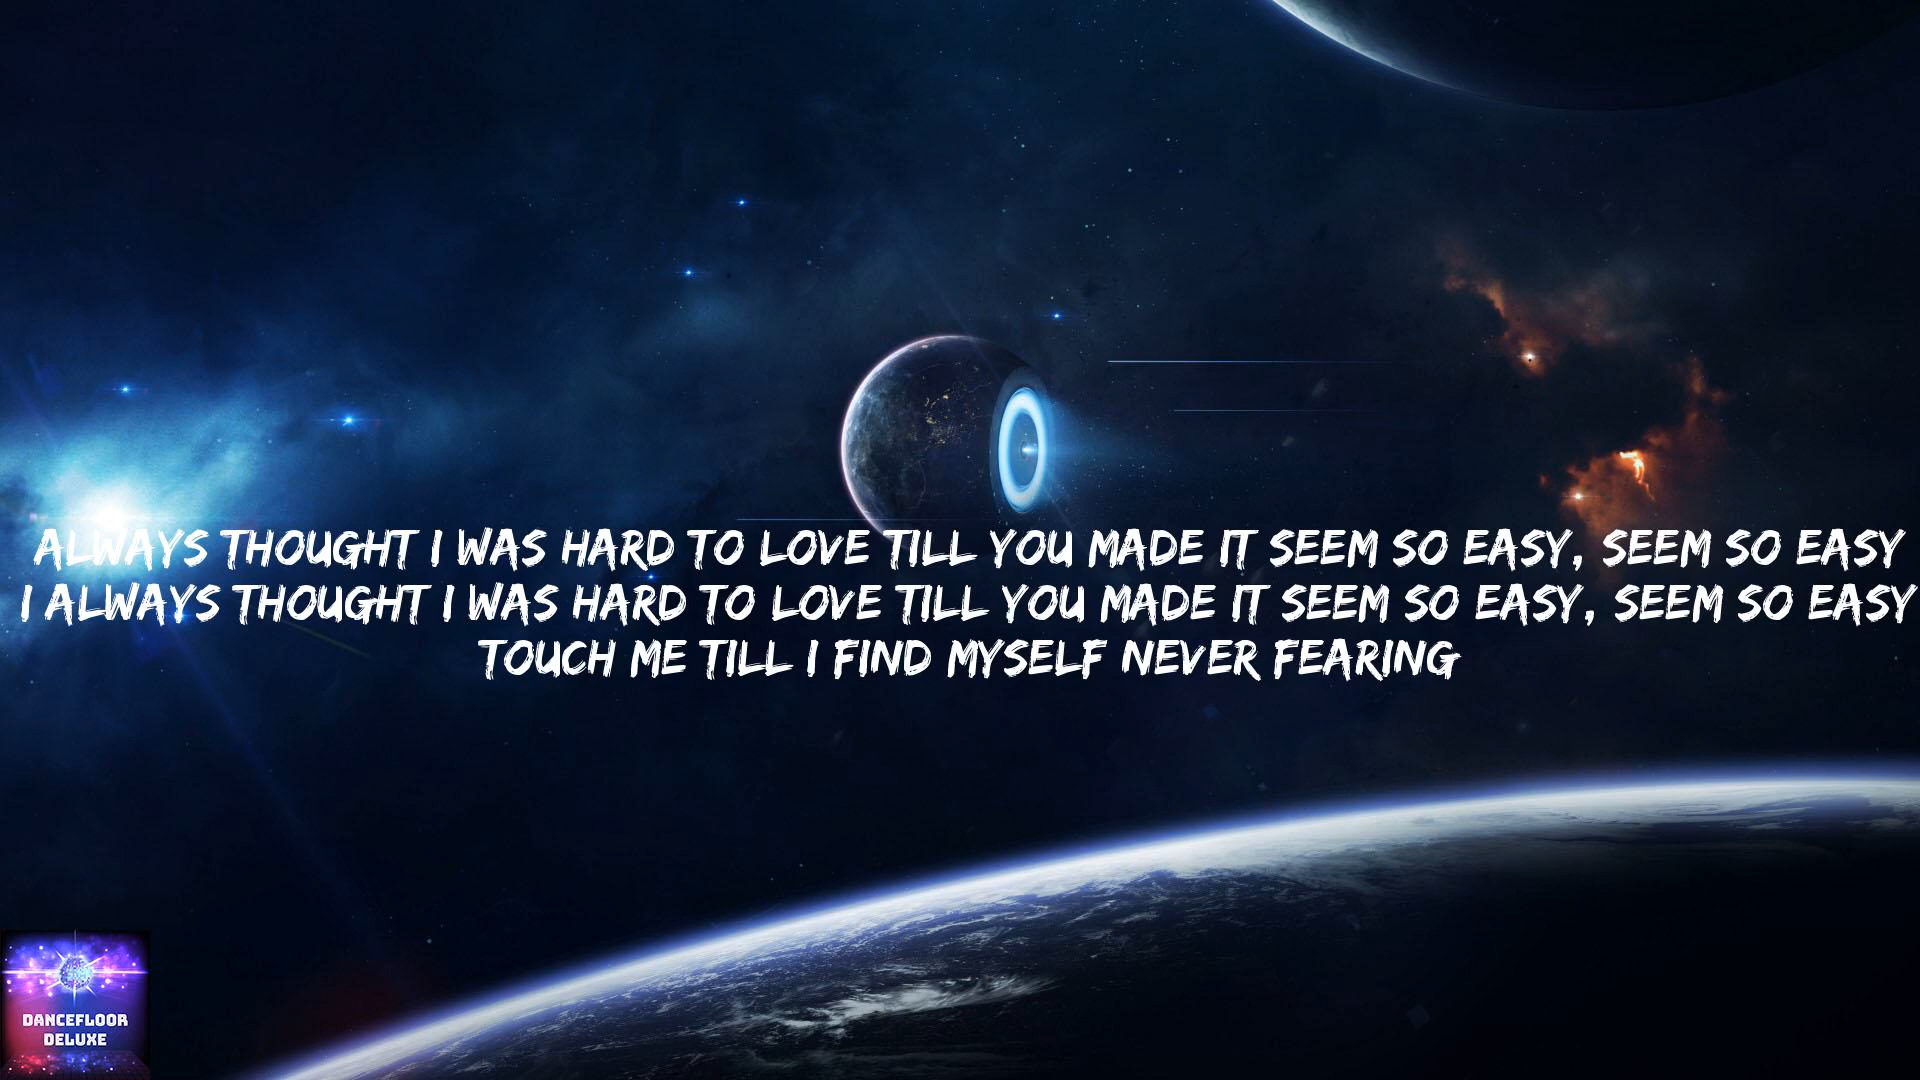 ALWAYS THOUGHT I WAS HARD TO LOVE TILL YOU MADE IT SEEM SO EASY, SEEM SO EASY
I ALWAYS THOUGHT I WAS HARD TO LOVE TILL YOU MADE IT SEEM SO EASY, SEEM SO EASY
TOUCH ME TILL I FIND MYSELF NEVER FEARING
DANCEFLOOR
DELUXE